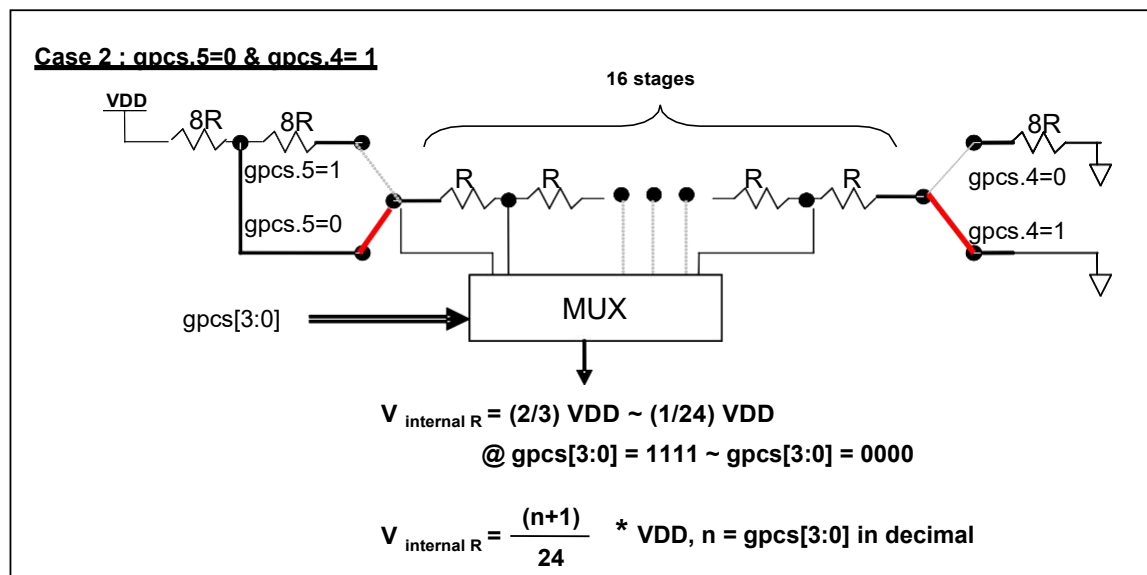 Case 2 : gpcs.5=0 & gpcs.4= 1
16 stages
VDD
8R 8R 8R
gpcs.5=1
R R R R
gpcs.4=0
gpcs.5=0
gpcs.4=1
MUX
gpcs[3:0]
V internal R = (2/3) VDD ~ (1/24) VDD
@ gpcs[3:0] = 1111 ~ gpcs[3:0] = 0000
V internal R = (n+1) / 24 * VDD, n = gpcs[3:0] in decimal